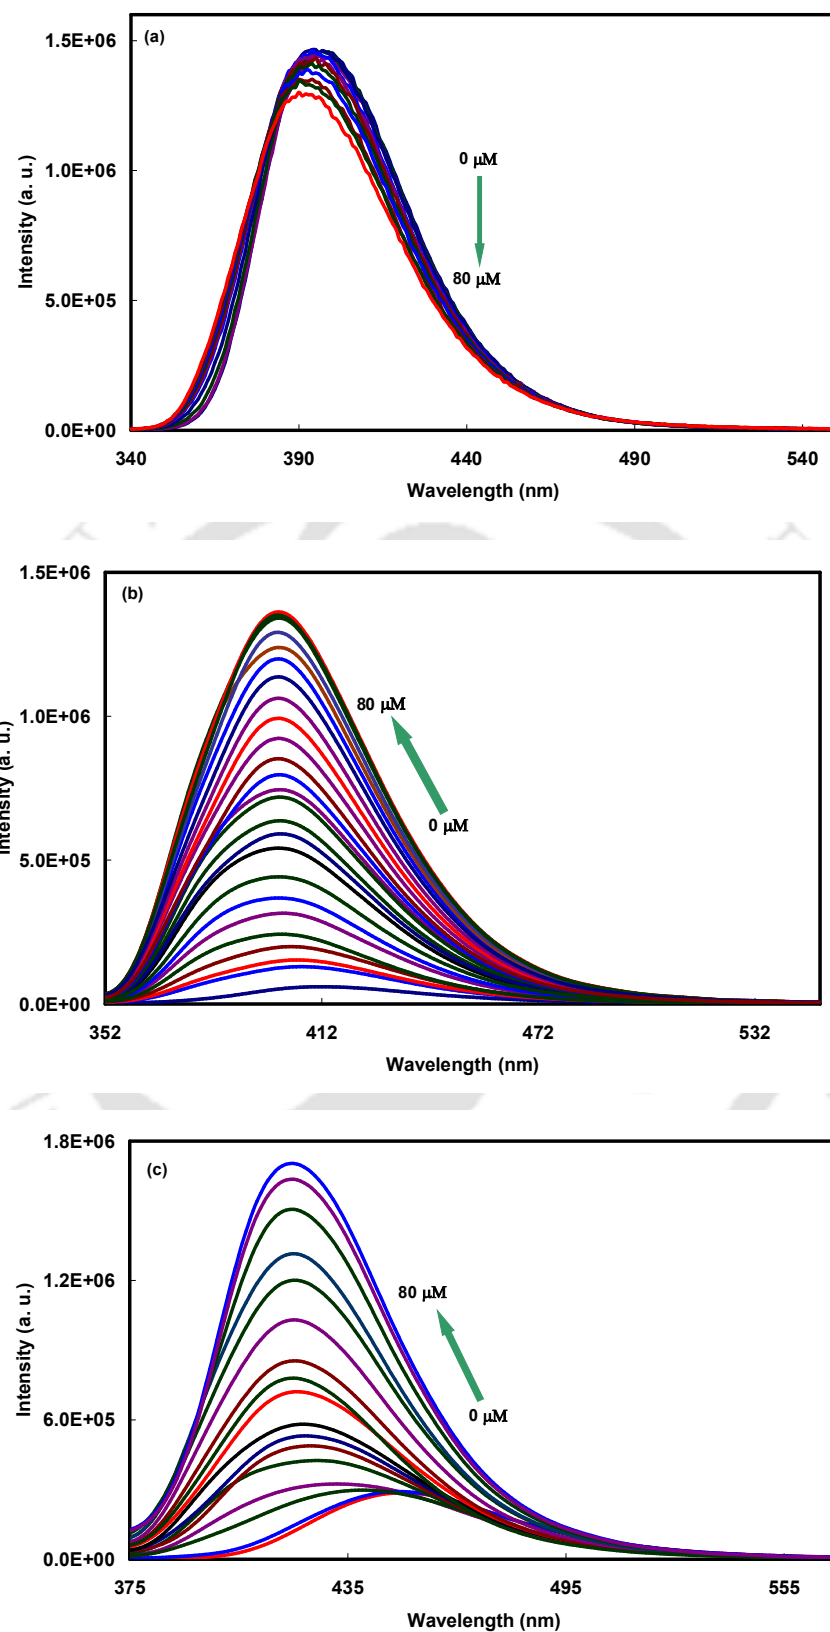 (a)
1.5E+06
1.0E+06
5.0E+05
0.0E+00
Intensity (a. u.)
0 μM
80 μM
340 390 440 490 540
Wavelength (nm)
(b)
1.5E+06
1.0E+06
5.0E+05
0.0E+00
Intensity (a. u.)
80 μM
0 μM
352 412 472 532
Wavelength (nm)
(c)
1.8E+06
1.2E+06
6.0E+05
0.0E+00
Intensity (a. u.)
80 μM
0 μM
375 435 495 555
Wavelength (nm)